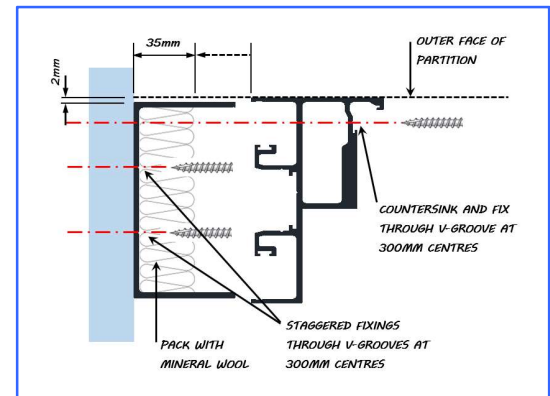 35mm
OUTER FACE OF
PARTITION
2mm
COUNTERSINK AND FIX
THROUGH V-GROOVE AT
300MM CENTRES
STAGGERED FIXINGS
THROUGH V-GROOVES AT
300MM CENTRES
PACK WITH
MINERAL WOOL